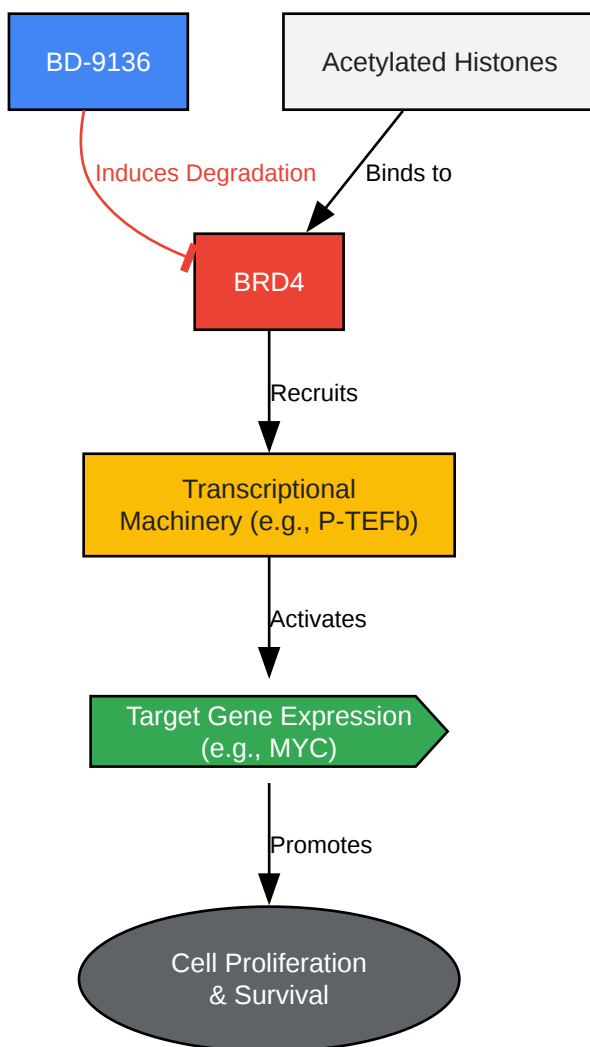 BD-9136
Acetylated Histones
Induces Degradation
Binds to
BRD4
Recruits
Transcriptional
Machinery (e.g., P-TEFb)
Activates
Target Gene Expression
(e.g., MYC)
Promotes
Cell Proliferation
& Survival